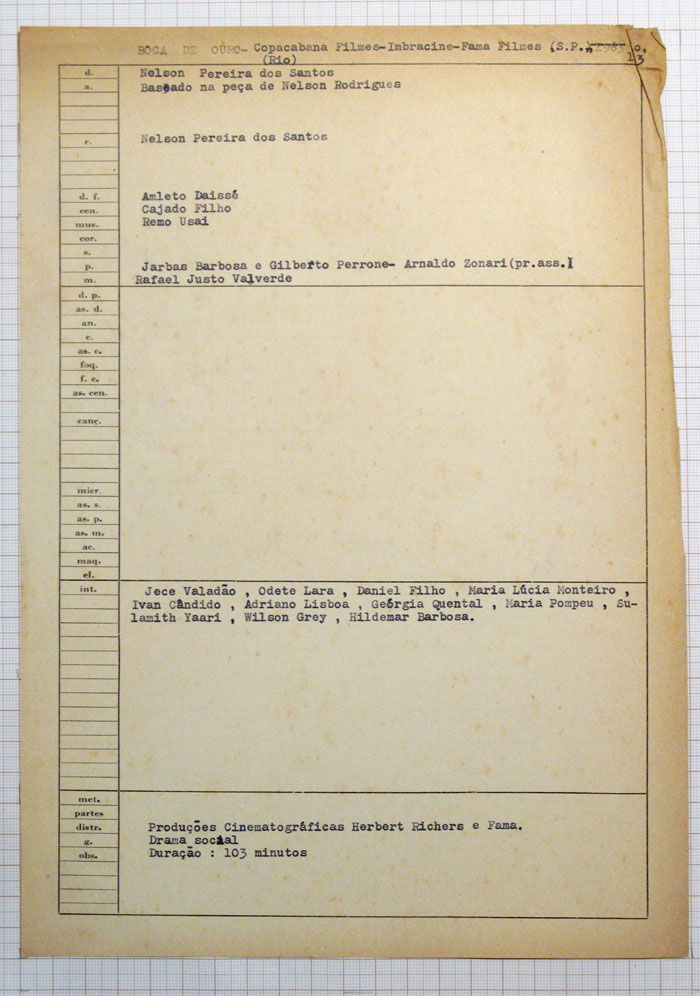 BOCA DE OURO- Copacabana Filmes-Imbracine-Fama Filmes (S.P.),
(Rio)
13
d. Nelson Pereira dos Santos
a. Baseado na peça de Nelson Rodrigues
r. Nelson Pereira dos Santos
d. f. Amleto Daissé
cen. Cajado Filho
mus. Remo Usai
cor.
s.
p. Jarbas Barbosa e Gilberto Perrone- Arnaldo Zonari(pr.ass.)
m. Rafael Justo Valverde
d. p.
as. d.
an.
c.
as. c.
foq.
f. c.
as. cen.
canç.
micr.
as. s.
as. p.
as. m.
ac.
maq.
el.
int. Jece Valadão , Odete Lara , Daniel Filho , Maria Lúcia Monteiro ,
Ivan Cândido , Adriano Lisboa , Geórgia Quental , Maria Pompeu , Su-
lamith Yaari , Wilson Grey , Hildemar Barbosa.
met.
partes
distr. Produções Cinematográficas Herbert Richers e Fama.
g. Drama social
obs. Duração : 103 minutos